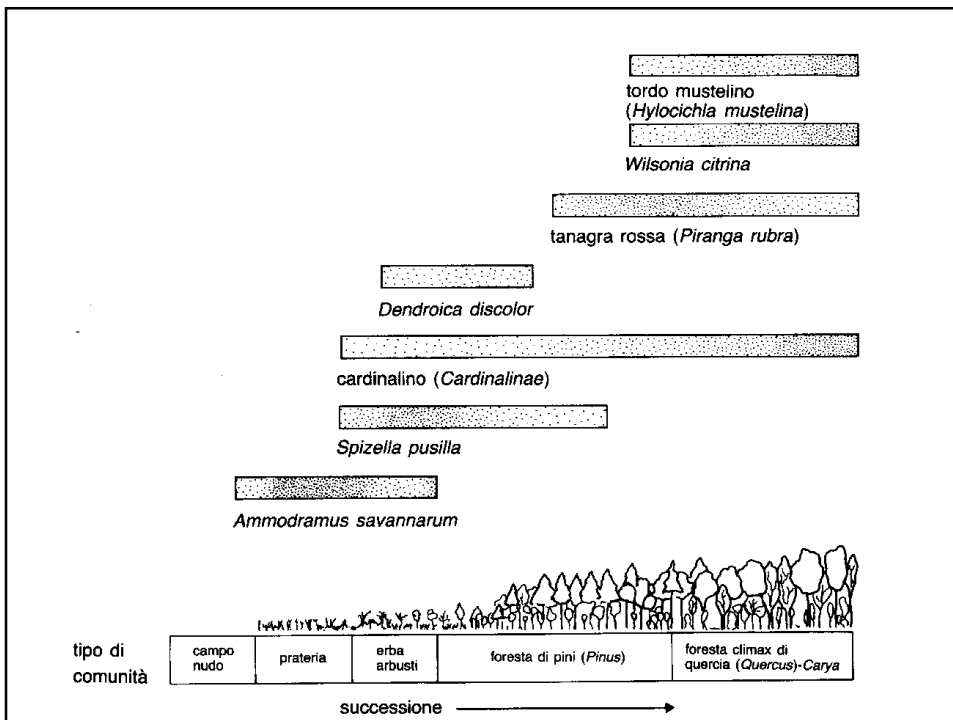 tordo mustelino
(Hylocichla mustelina)
Wilsonia citrina
tanagra rossa (Piranga rubra)
Dendroica discolor
cardinalino (Cardinalinae)
Spizella pusilla
Ammodramus savannarum
tipo di
comunità
campo
nudo
prateria
erba
arbusti
foresta di pini (Pinus)
foresta climax di
quercia (Quercus)-Carya
successione